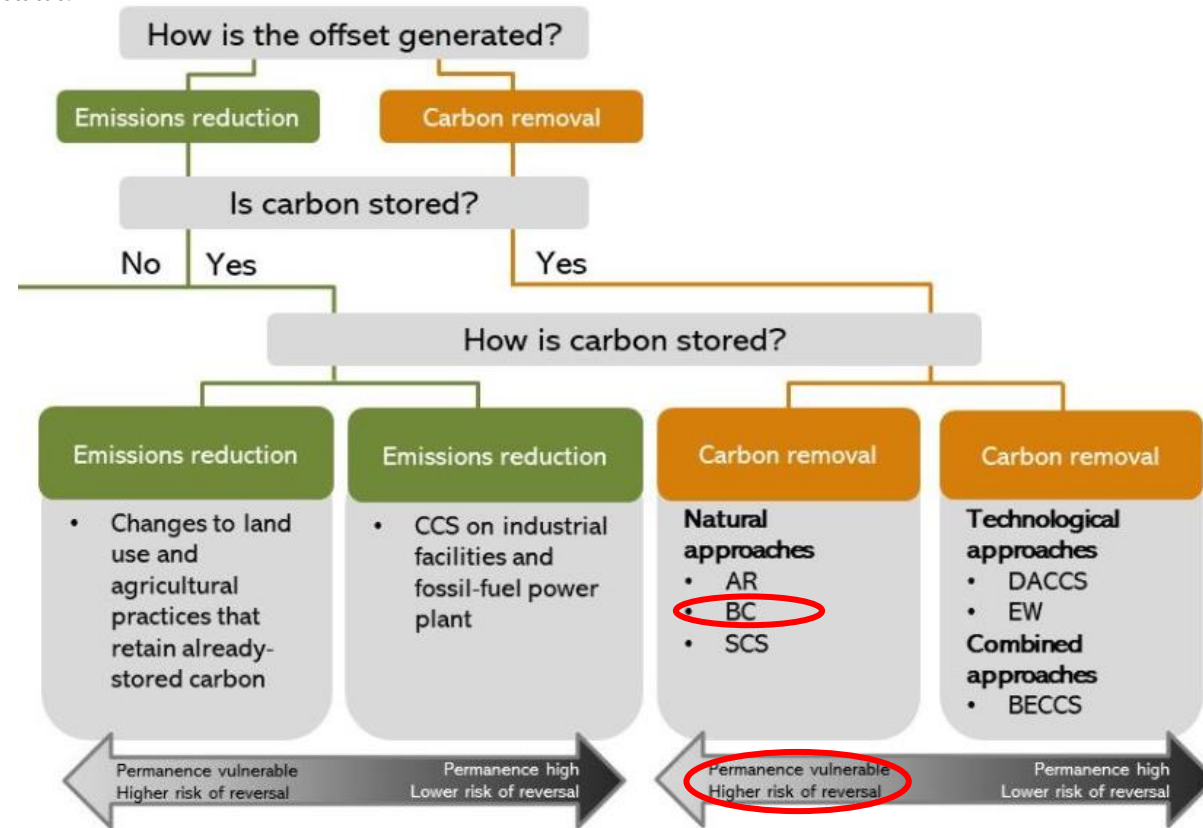 How is the offset generated?
Emissions reduction
Carbon removal
Is carbon stored?
No
Yes
Yes
How is carbon stored?
Emissions reduction
• Changes to land
use and
agricultural
practices that
retain already-
stored carbon
Emissions reduction
• CCS on industrial
facilities and
fossil-fuel power
plant
Carbon removal
Natural
approaches
• AR
• BC
• SCS
Carbon removal
Technological
approaches
• DACCS
• EW
Combined
approaches
• BECCS
Permanence vulnerable
Higher risk of reversal
Permanence high
Lower risk of reversal
Permanence vulnerable
Higher risk of reversal
Permanence high
Lower risk of reversal